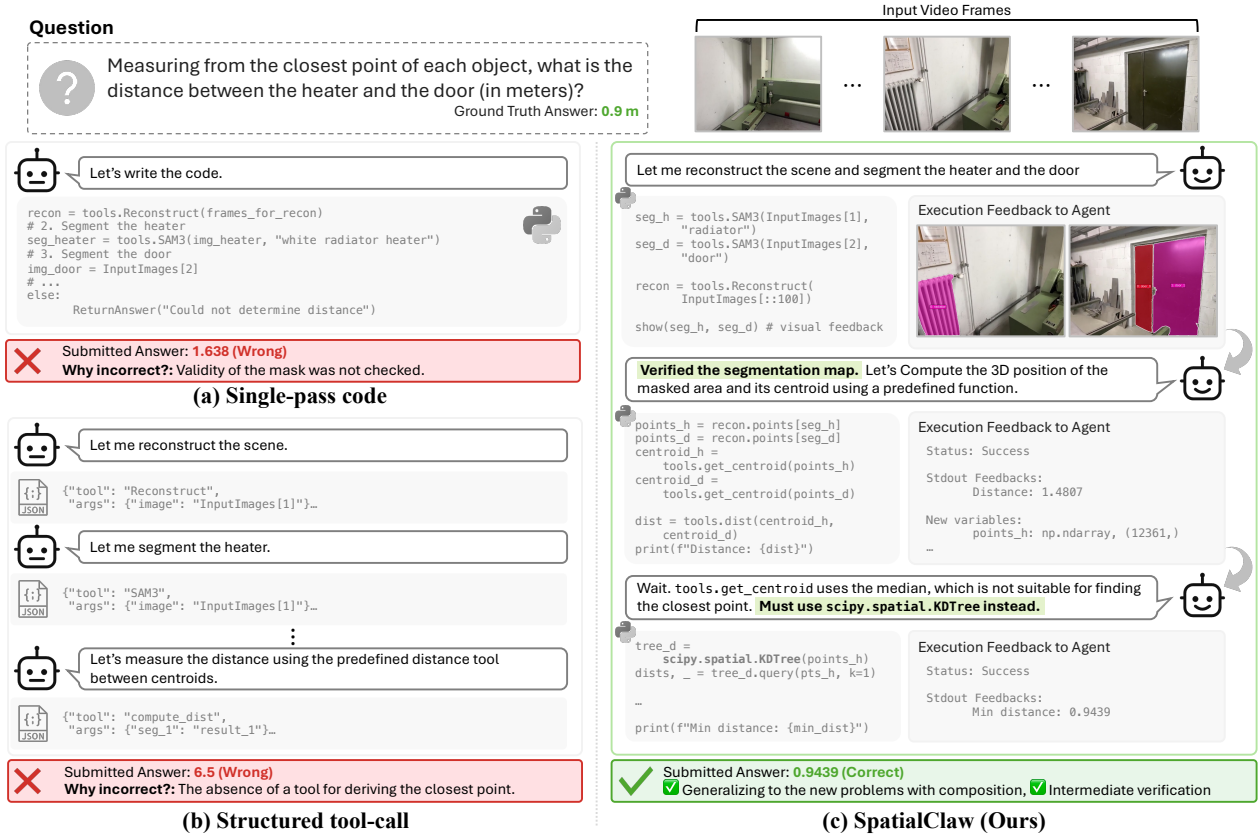 Question
Measuring from the closest point of each object, what is the
distance between the heater and the door (in meters)?
Ground Truth Answer: 0.9 m
Input Video Frames
...
...
Let's write the code.
recon = tools.Reconstruct(frames_for_recon)
# 2. Segment the heater
seg_heater = tools.SAM3(img_heater, "white radiator heater")
# 3. Segment the door
img_door = InputImages[2]
# ...
else:
ReturnAnswer("Could not determine distance")
Submitted Answer: 1.638 (Wrong)
Why incorrect?: Validity of the mask was not checked.
(a) Single-pass code
Let me reconstruct the scene.
{;}
JSON
{"tool": "Reconstruct",
"args": {"image": "InputImages[1]"}…
Let me segment the heater.
{;}
JSON
{"tool": "SAM3",
"args": {"image": "InputImages[1]"}…
Let's measure the distance using the predefined distance tool
between centroids.
{;}
JSON
{"tool": "compute_dist",
"args": {"seg_1": "result_1"}…
Submitted Answer: 6.5 (Wrong)
Why incorrect?: The absence of a tool for deriving the closest point.
(b) Structured tool-call
Let me reconstruct the scene and segment the heater and the door
seg_h = tools.SAM3(InputImages[1],
"radiator")
seg_d = tools.SAM3(InputImages[2],
"door")
recon = tools.Reconstruct(
InputImages[::100])
show(seg_h, seg_d) # visual feedback
Execution Feedback to Agent
Verified the segmentation map. Let's Compute the 3D position of the
masked area and its centroid using a predefined function.
points_h = recon.points[seg_h]
points_d = recon.points[seg_d]
centroid_h =
tools.get_centroid(points_h)
centroid_d =
tools.get_centroid(points_d)
dist = tools.dist(centroid_h,
centroid_d)
print(f"Distance: {dist}")
Execution Feedback to Agent
Status: Success
Stdout Feedbacks:
Distance: 1.4807
New variables:
points_h: np.ndarray, (12361,)
…
Wait. tools.get_centroid uses the median, which is not suitable for finding
the closest point. Must use scipy.spatial.KDTree instead.
tree_d =
scipy.spatial.KDTree(points_h)
dists, _ = tree_d.query(pts_h, k=1)
…
print(f"Min distance: {min_dist}")
Execution Feedback to Agent
Status: Success
Stdout Feedbacks:
Min distance: 0.9439
Submitted Answer: 0.9439 (Correct)
Generalizing to the new problems with composition, Intermediate verification
(c) SpatialClaw (Ours)